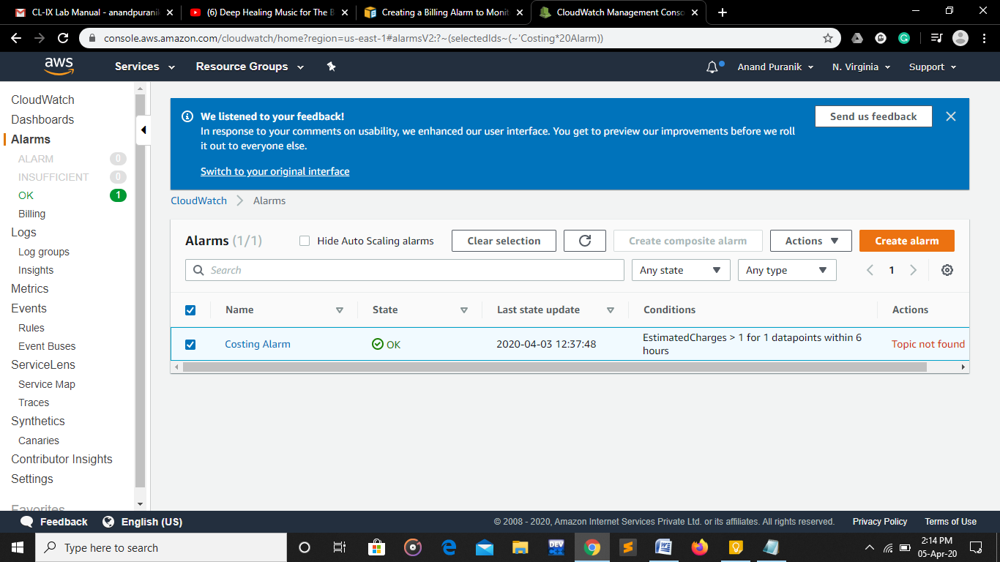 CL-IX Lab Manual - anandpuranik
(6) Deep Healing Music for The B
Creating a Billing Alarm to Monit
CloudWatch Management Conso
console.aws.amazon.com/cloudwatch/home?region=us-east-1#alarmsV2:?~(selectedIds~(~'Costing*20Alarm))
aws
Services
Resource Groups
Anand Puranik
N. Virginia
Support
CloudWatch
Dashboards
Alarms
ALARM 0
INSUFFICIENT 0
OK 1
Billing
Logs
Log groups
Insights
Metrics
Events
Rules
Event Buses
ServiceLens
Service Map
Traces
Synthetics
Canaries
Contributor Insights
Settings
Favorites
We listened to your feedback!
In response to your comments on usability, we enhanced our user interface. You get to preview our improvements before we roll
it out to everyone else.
Switch to your original interface
Send us feedback
CloudWatch
Alarms
Alarms (1/1)
Hide Auto Scaling alarms
Clear selection
Create composite alarm
Actions
Create alarm
Search
Any state
Any type
1
Name
State
Last state update
Conditions
Actions
Costing Alarm
OK
2020-04-03 12:37:48
EstimatedCharges > 1 for 1 datapoints within 6
hours
Topic not found
Feedback
English (US)
© 2008 - 2020, Amazon Internet Services Private Ltd. or its affiliates. All rights reserved.
Privacy Policy
Terms of Use
Type here to search
DEV
2:14 PM
05-Apr-20